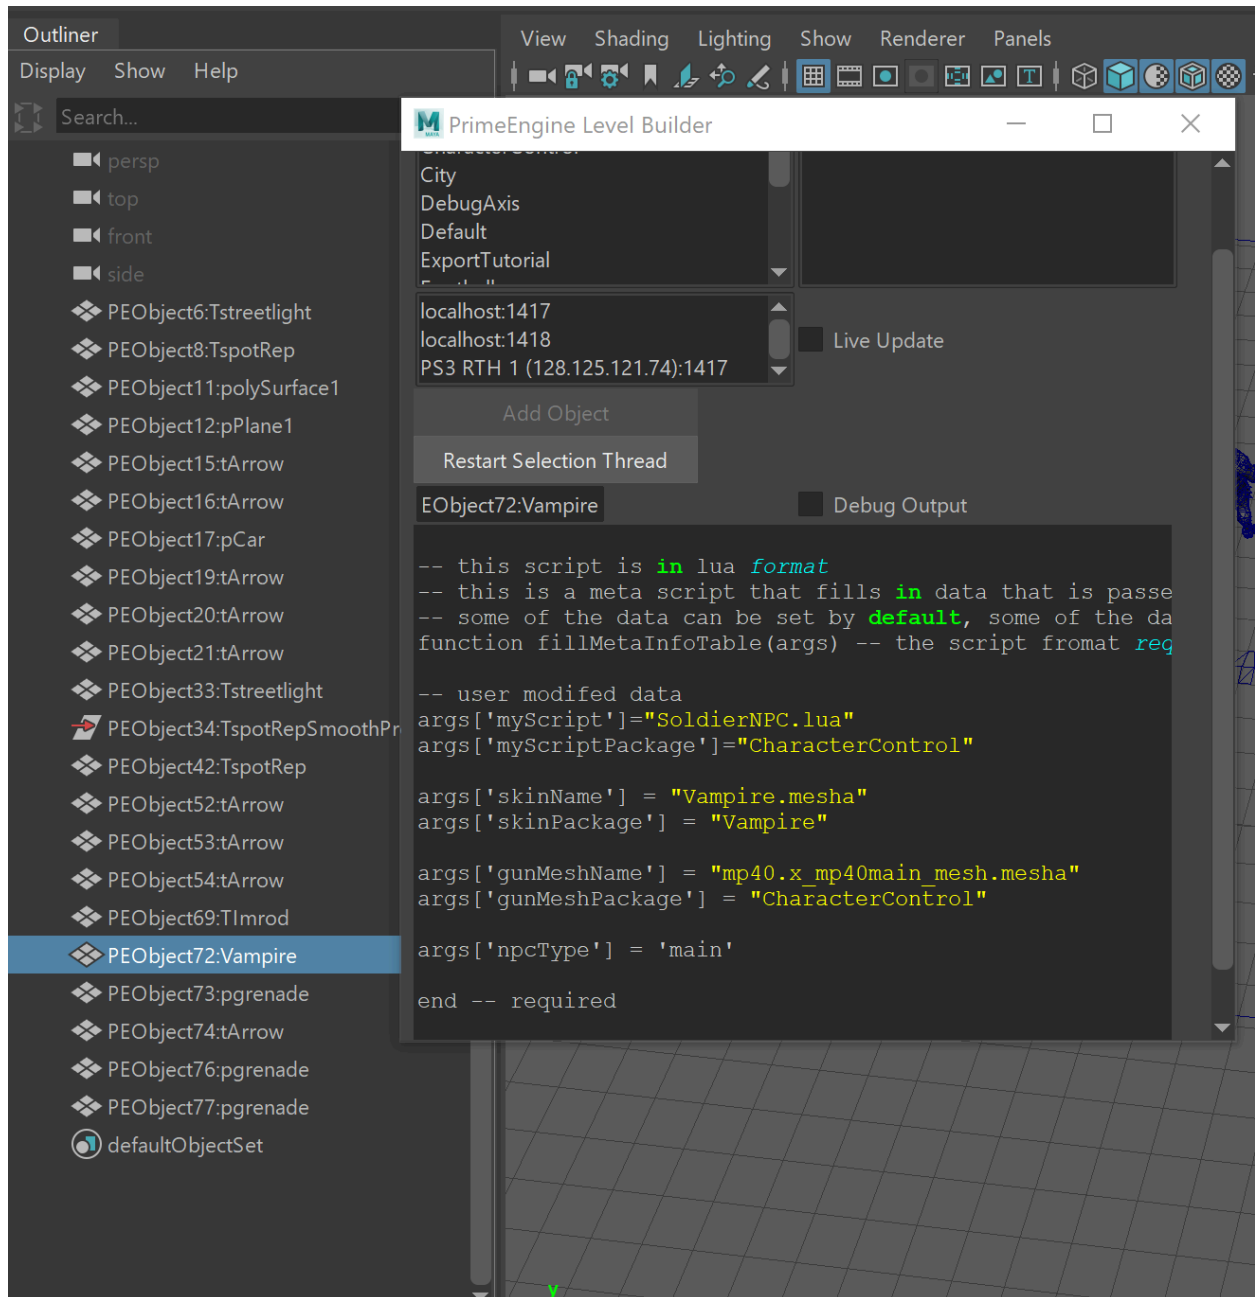 Outliner
Display Show Help
Search...
persp
top
front
side
PEObject6:Tstreetlight
PEObject8:TspotRep
PEObject11:polySurface1
PEObject12:pPlane1
PEObject15:tArrow
PEObject16:tArrow
PEObject17:pCar
PEObject19:tArrow
PEObject20:tArrow
PEObject21:tArrow
PEObject33:Tstreetlight
PEObject34:TspotRepSmoothPr
PEObject42:TspotRep
PEObject52:tArrow
PEObject53:tArrow
PEObject54:tArrow
PEObject69:TImrod
PEObject72:Vampire
PEObject73:pgrenade
PEObject74:tArrow
PEObject76:pgrenade
PEObject77:pgrenade
defaultObjectSet
View Shading Lighting Show Renderer Panels
PrimeEngine Level Builder
City
DebugAxis
Default
ExportTutorial
localhost:1417
localhost:1418
PS3 RTH 1 (128.125.121.74):1417
Live Update
Add Object
Restart Selection Thread
EObject72:Vampire
Debug Output
-- this script is in lua format
-- this is a meta script that fills in data that is passe
-- some of the data can be set by default, some of the da
function fillMetaInfoTable(args) -- the script fromat req
-- user modifed data
args['myScript']="SoldierNPC.lua"
args['myScriptPackage']="CharacterControl"
args['skinName'] = "Vampire.mesha"
args['skinPackage'] = "Vampire"
args['gunMeshName'] = "mp40.x_mp40main_mesh.mesha"
args['gunMeshPackage'] = "CharacterControl"
args['npcType'] = 'main'
end -- required
y